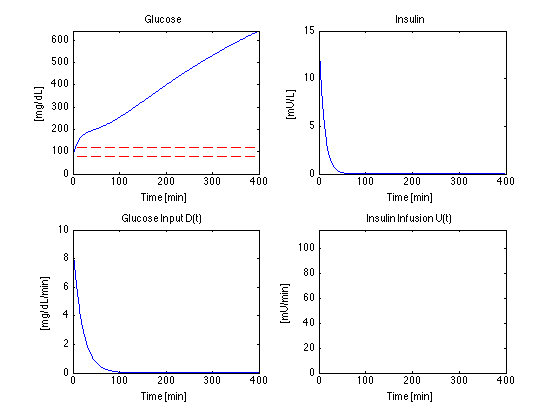 Glucose
[mg/dL]
600
500
400
300
200
100
0
0 100 200 300 400
Time [min]
Insulin
[mU/L]
15
10
5
0
0 100 200 300 400
Time [min]
Glucose Input D(t)
[mg/dL/min]
10
8
6
4
2
0
0 100 200 300 400
Time [min]
Insulin Infusion U(t)
[mU/min]
100
80
60
40
20
0
0 100 200 300 400
Time [min]